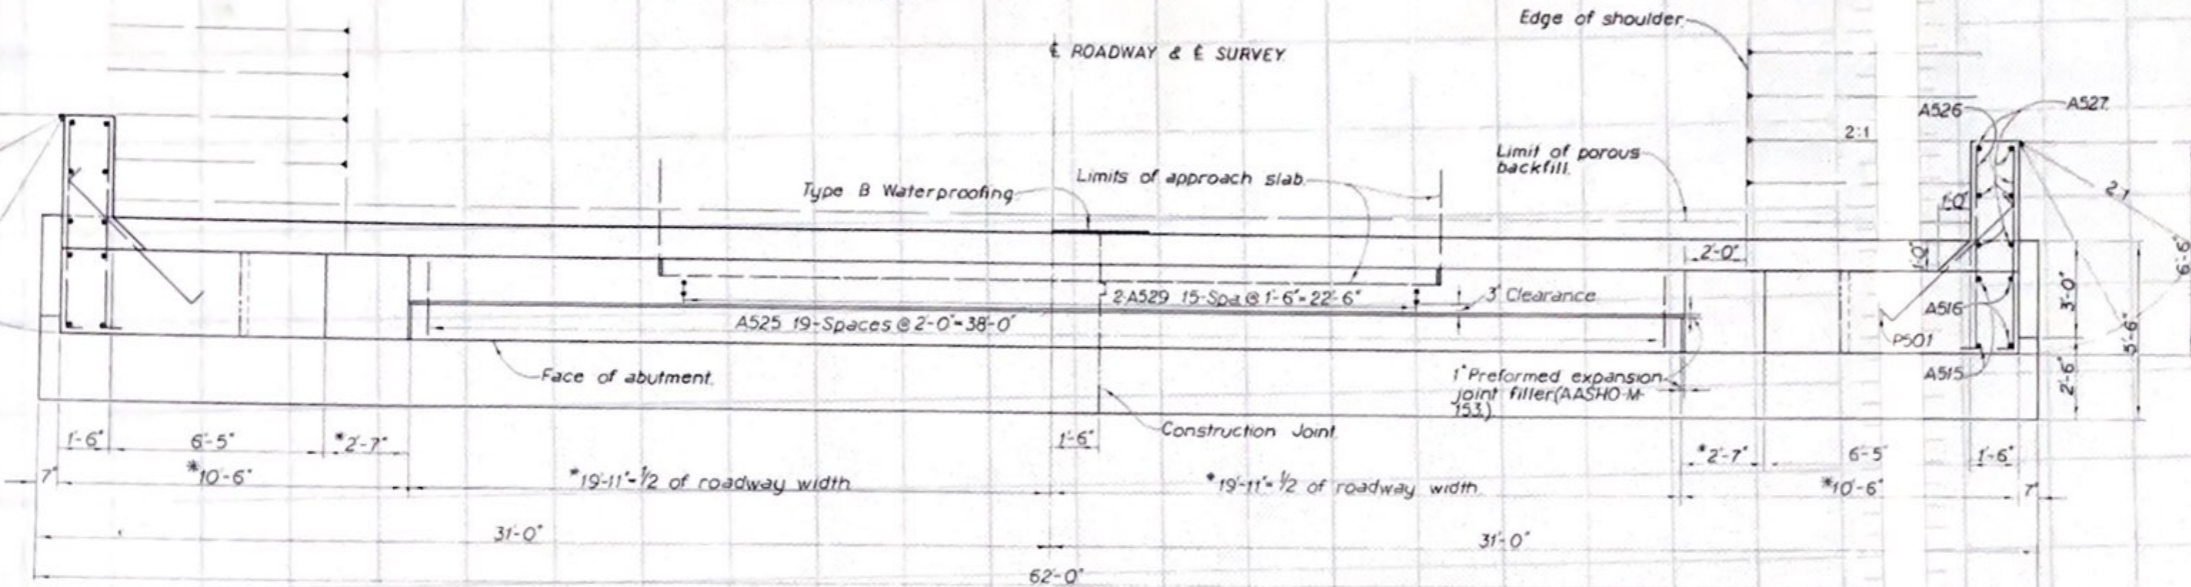 Edge of shoulder
℄ ROADWAY & ℄ SURVEY
A526
A527
2:1
Limit of porous
backfill
Type B Waterproofing
Limits of approach slab
2:1
1'-0"
1'-0"
2'-0"
6'-6"
2-A529 15-Spa @ 1'-6"=22'-6"
3" Clearance
3'-0"
A525 19-Spaces @ 2'-0"=38'-0"
A516
P501
5'-6"
Face of abutment
1" Preformed expansion
joint filler (AASHO-M-
153)
A515
2'-6"
Construction Joint
1'-6" 6'-5" *2'-7" 1'-6" *2'-7" 6'-5" 1'-6"
7" *10'-6" *19'-11"=1/2 of roadway width *19'-11"=1/2 of roadway width *10'-6" 7"
31'-0" 31'-0"
62'-0"